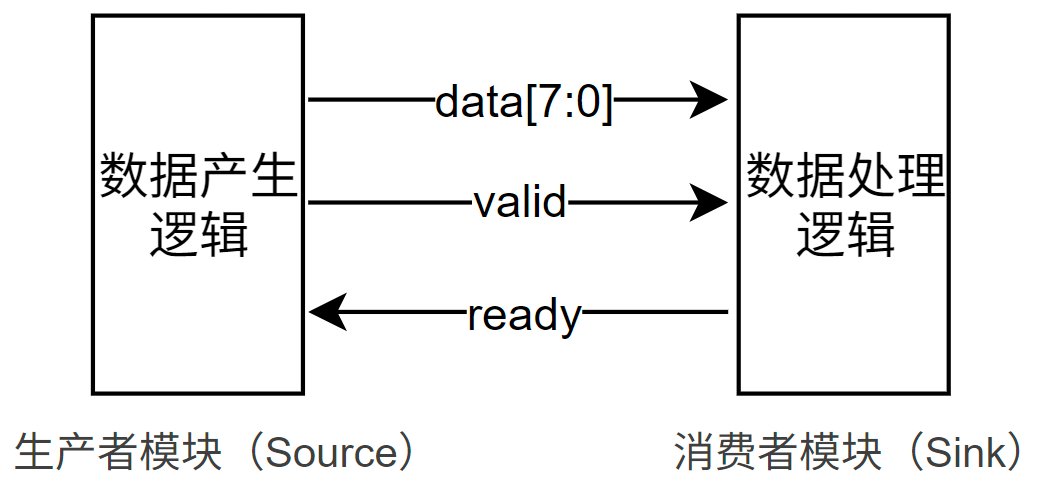 data[7:0]
数据产生
逻辑
valid
数据处理
逻辑
ready
生产者模块（Source）
消费者模块（Sink）